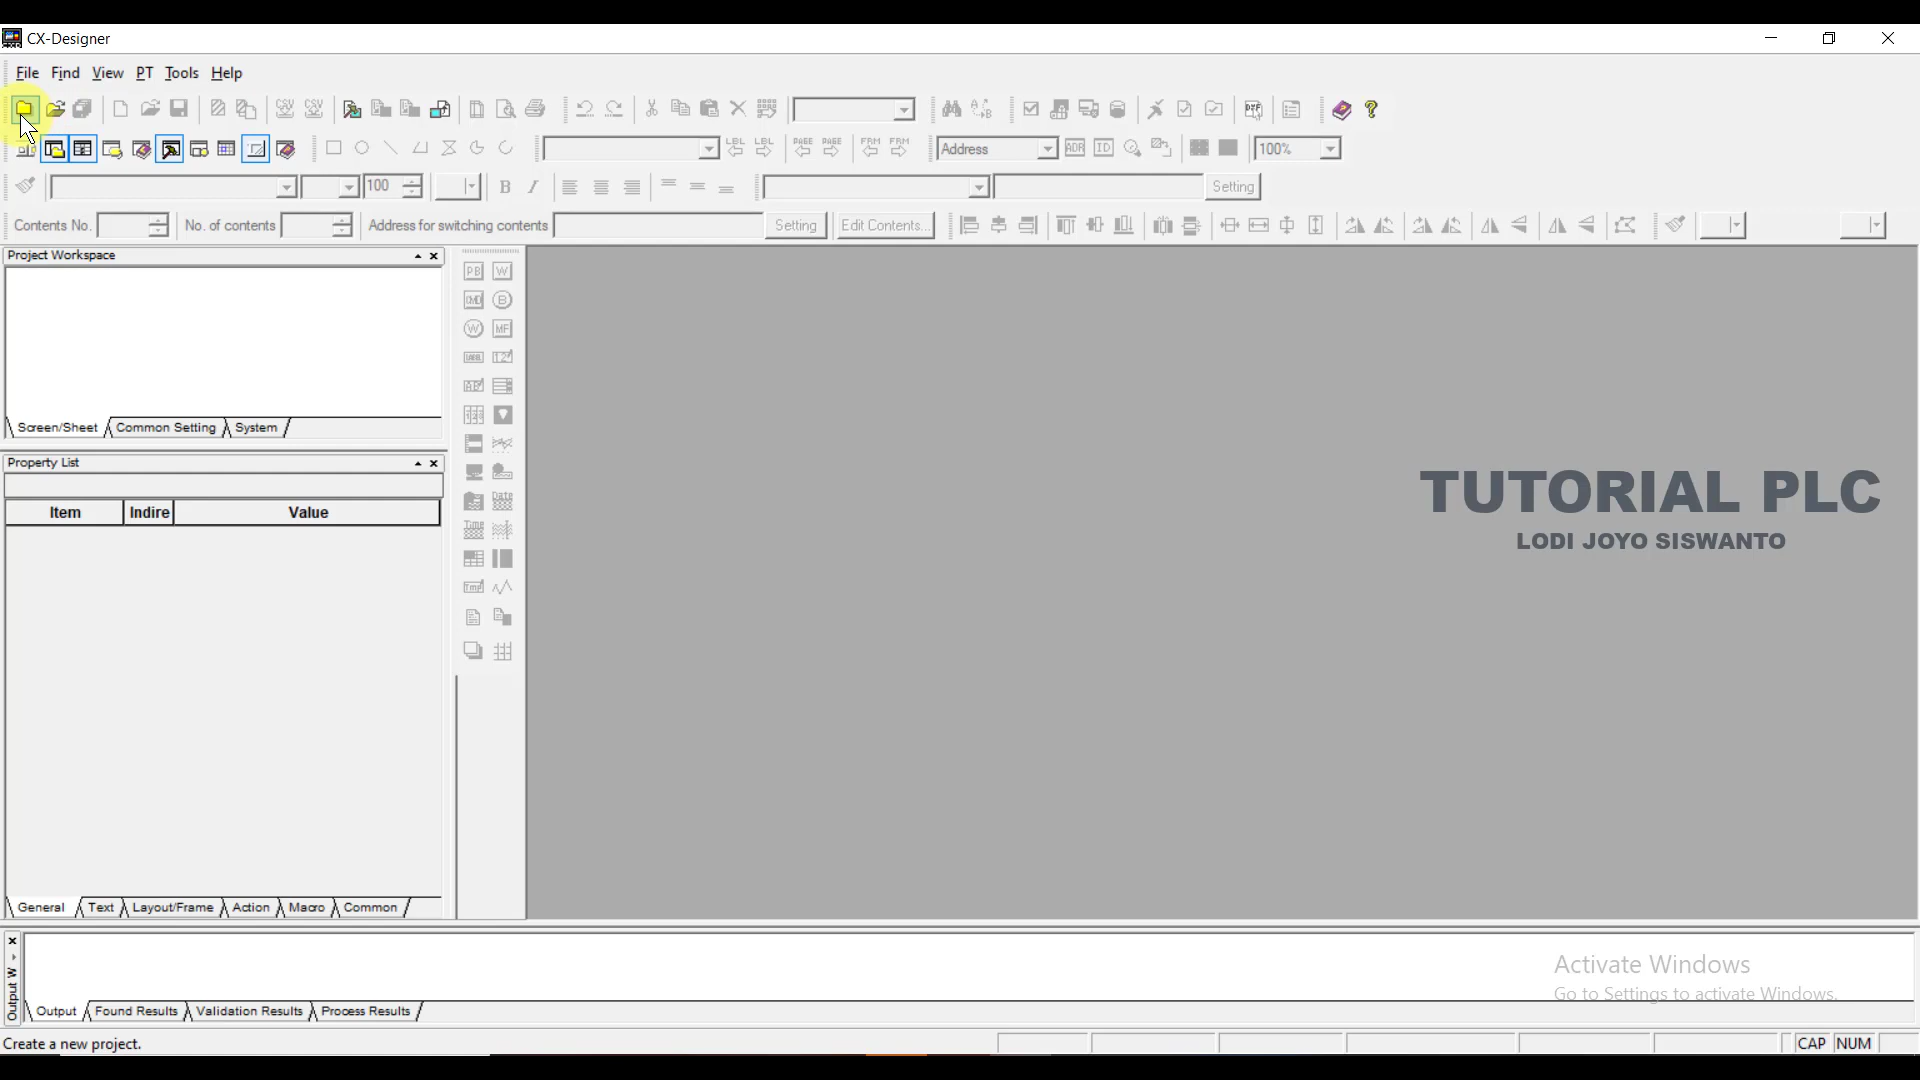 CX-Designer
File Find View PT Tools Help
Address 100%
100 B I Setting
Contents No. No. of contents Address for switching contents Setting Edit Contents...
Project Workspace
Screen/Sheet Common Setting System
Property List
Item Indire Value
TUTORIAL PLC
LODI JOYO SISWANTO
General Text Layout/Frame Action Macro Common
Output W
Activate Windows
Go to Settings to activate Windows.
Output Found Results Validation Results Process Results
Create a new project. CAP NUM